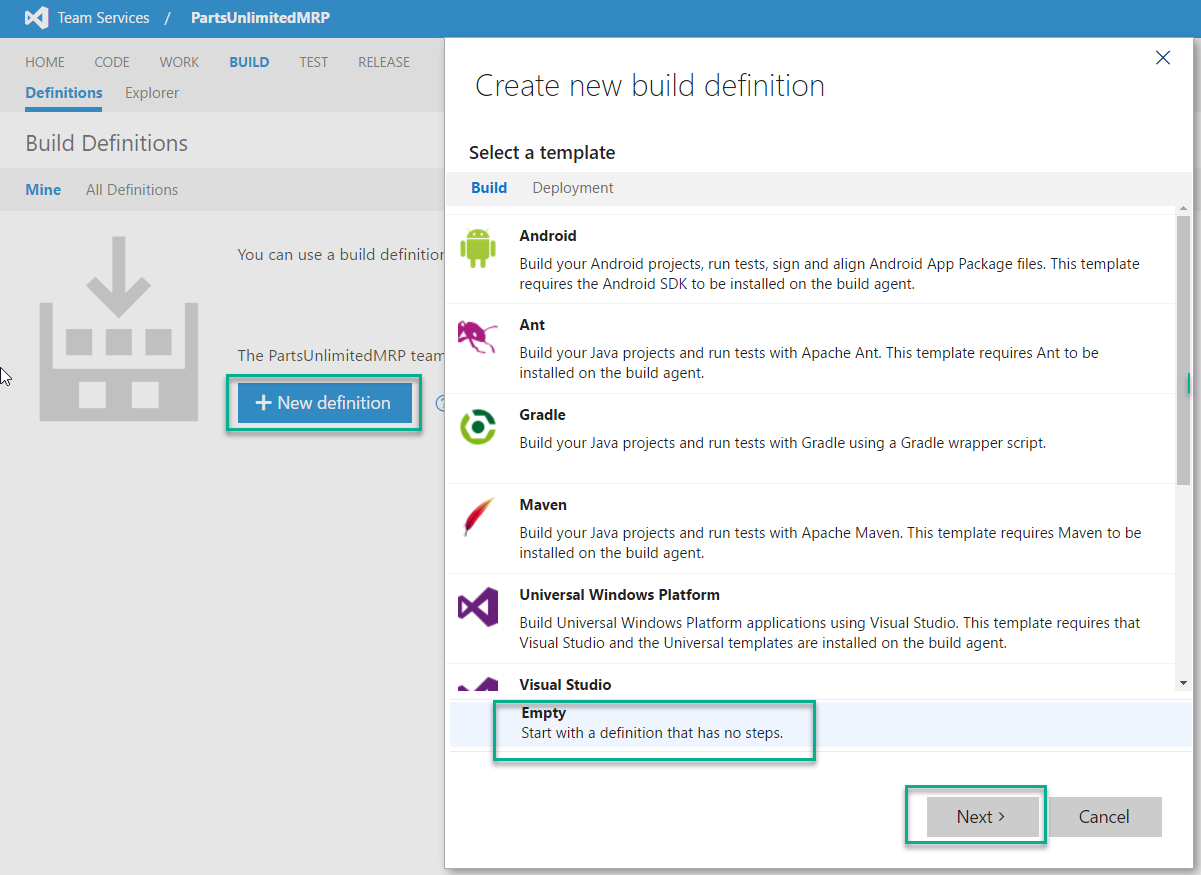 Team Services / PartsUnlimitedMRP
HOME CODE WORK BUILD TEST RELEASE
Definitions Explorer
Build Definitions
Mine All Definitions
You can use a build definition
The PartsUnlimitedMRP team
+ New definition
Create new build definition
Select a template
Build Deployment
Android
Build your Android projects, run tests, sign and align Android App Package files. This template
requires the Android SDK to be installed on the build agent.
Ant
Build your Java projects and run tests with Apache Ant. This template requires Ant to be
installed on the build agent.
Gradle
Build your Java projects and run tests with Gradle using a Gradle wrapper script.
Maven
Build your Java projects and run tests with Apache Maven. This template requires Maven to be
installed on the build agent.
Universal Windows Platform
Build Universal Windows Platform applications using Visual Studio. This template requires that
Visual Studio and the Universal templates are installed on the build agent.
Visual Studio
Empty
Start with a definition that has no steps.
Next >
Cancel